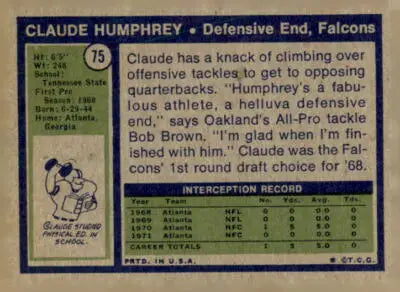 CLAUDE HUMPHREY • Defensive End, Falcons
75
Ht: 6'5"
Wt: 248
School:
Tennessee State
First Pro
Season: 1968
Born: 6-29-44
Home: Atlanta,
Georgia
CLAUDE STUDIED
PHYSICAL ED. IN
SCHOOL.
Claude has a knack of climbing over
offensive tackles to get to opposing
quarterbacks. "Humphrey's a fabu-
lous athlete, a helluva defensive
end," says Oakland's All-Pro tackle
Bob Brown. "I'm glad when I'm fin-
ished with him." Claude was the Fal-
cons' 1st round draft choice for '68.
INTERCEPTION RECORD
Year Team No. Yds. Avg. Tds.
1968 Atlanta NFL 0 0 0.0 0
1969 Atlanta NFL 0 0 0.0 0
1970 Atlanta NFC 1 5 5.0 0
1971 Atlanta NFC 0 0 0.0 0
CAREER TOTALS 1 5 5.0 0
PRTD. IN U.S.A. * © T.C.G.